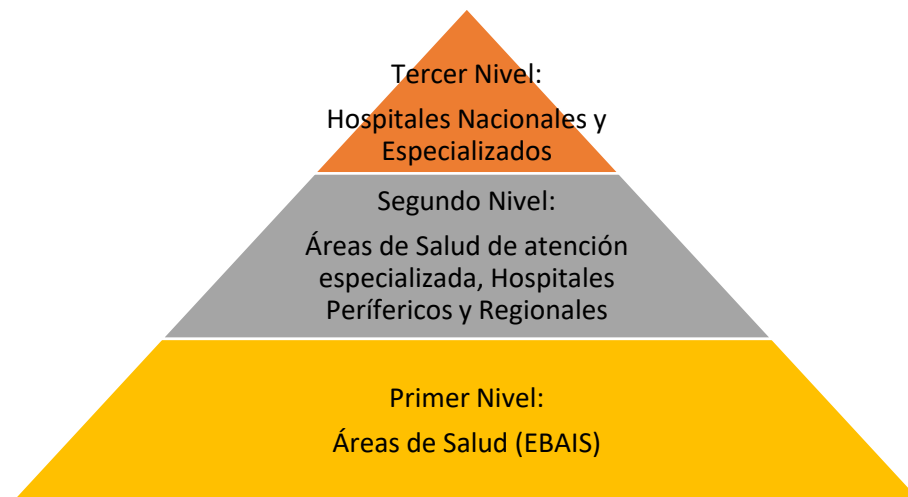 Tercer Nivel:
Hospitales Nacionales y
Especializados
Segundo Nivel:
Áreas de Salud de atención
especializada, Hospitales
Perífericos y Regionales
Primer Nivel:
Áreas de Salud (EBAIS)